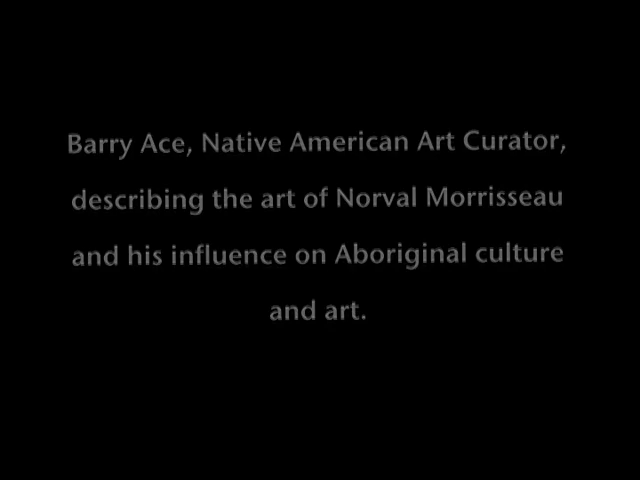 Barry Ace, Native American Art Curator,
describing the art of Norval Morrisseau
and his influence on Aboriginal culture
and art.